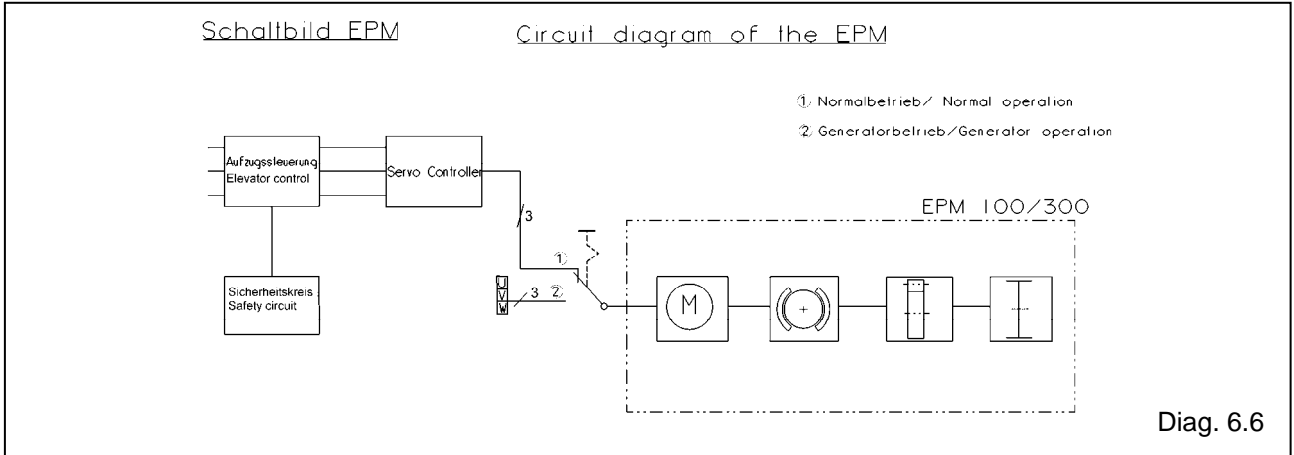 Schaltbild EPM
Circuit diagram of the EPM
① Normalbetrieb/ Normal operation
② Generatorbetrieb/Generator operation
Aufzugssteuerung
Elevator control
Servo Controller
EPM 100/300
3
①
Sicherheitskreis
Safety circuit
U
V
W
3
②
M
Diag. 6.6